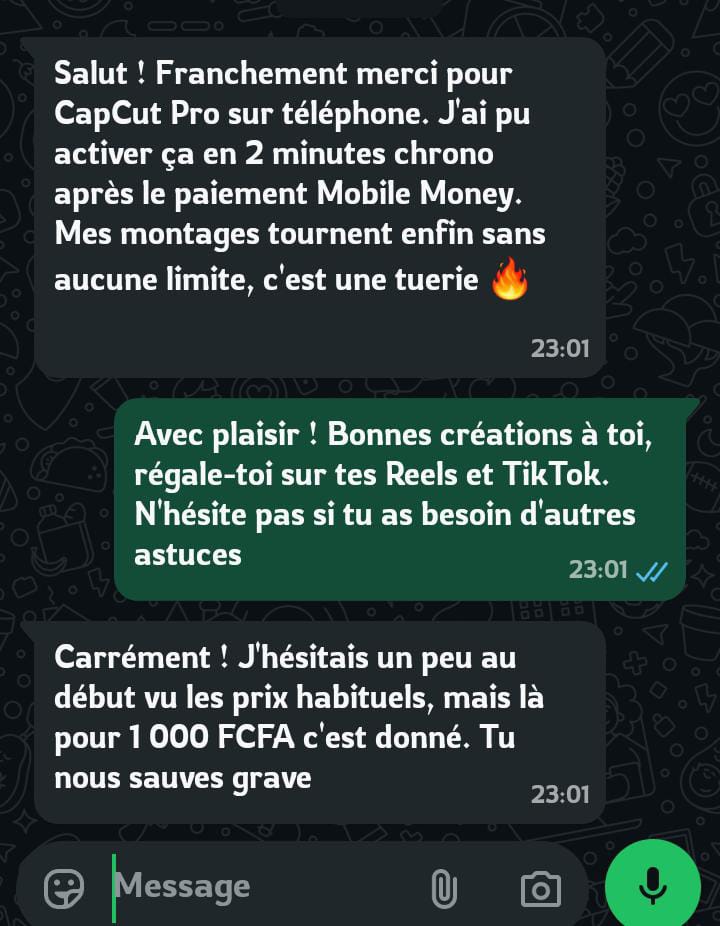 Salut ! Franchement merci pour
CapCut Pro sur téléphone. J'ai pu
activer ça en 2 minutes chrono
après le paiement Mobile Money.
Mes montages tournent enfin sans
aucune limite, c'est une tuerie 🔥
23:01
Avec plaisir ! Bonnes créations à toi,
régale-toi sur tes Reels et TikTok.
N'hésite pas si tu as besoin d'autres
astuces
23:01
Carrément ! J'hésitais un peu au
début vu les prix habituels, mais là
pour 1 000 FCFA c'est donné. Tu
nous sauves grave
23:01
Message